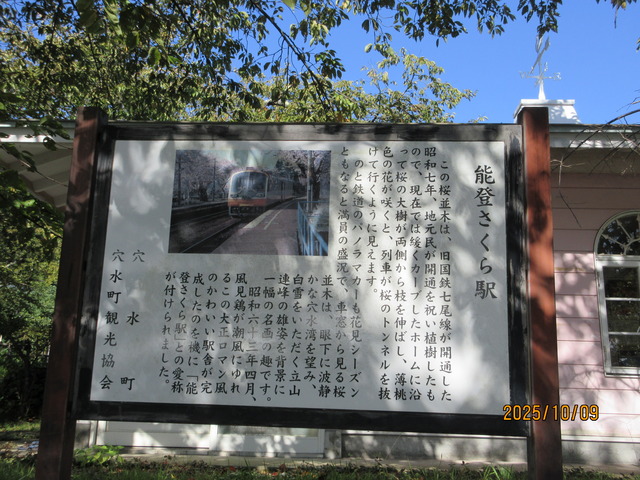 能登さくら駅
この桜並木は、旧国鉄七尾線が開通した
昭和七年、地元民が開通を祝い植樹したも
ので、現在では緩くカーブしたホームに沿
って桜の大樹が両側から枝を伸ばし、薄桃
色の花が咲くと、列車が桜のトンネルを抜
けて行くように見えます。
のと鉄道のパノラマカーも花見シーズン
ともなると満員の盛況で、車窓から見る桜
並木は、眼下に波静
かな穴水湾を望み、
白雪をいただく立山
連峰の雄姿を背景に
一幅の名画の趣です。
昭和六十三年四月、
風見鶏が潮風にゆれ
るこの大正ロマン風
のかわいい駅舎が完
成したのを機に「能
登さくら駅」との愛称
が付けられました。
穴水町
穴水町観光協会
2025/10/09